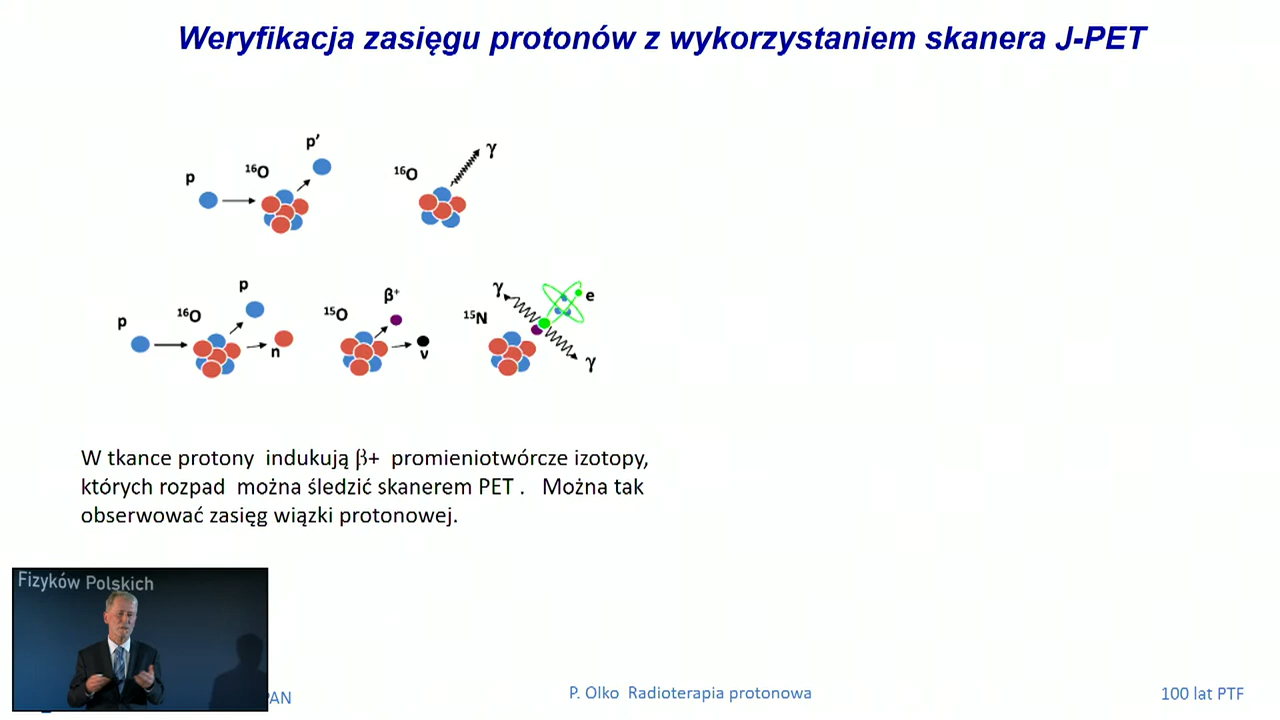 Weryfikacja zasięgu protonów z wykorzystaniem skanera J-PET
p'
p
¹⁶O
¹⁶O
γ
p
p
¹⁶O
n
¹⁵O
β⁺
ν
¹⁵N
γ
e
γ
W tkance protony indukują β+ promieniotwórcze izotopy,
których rozpad można śledzić skanerem PET . Można tak
obserwować zasięg wiązki protonowej.
Fizyków Polskich
PAN
P. Olko Radioterapia protonowa
100 lat PTF